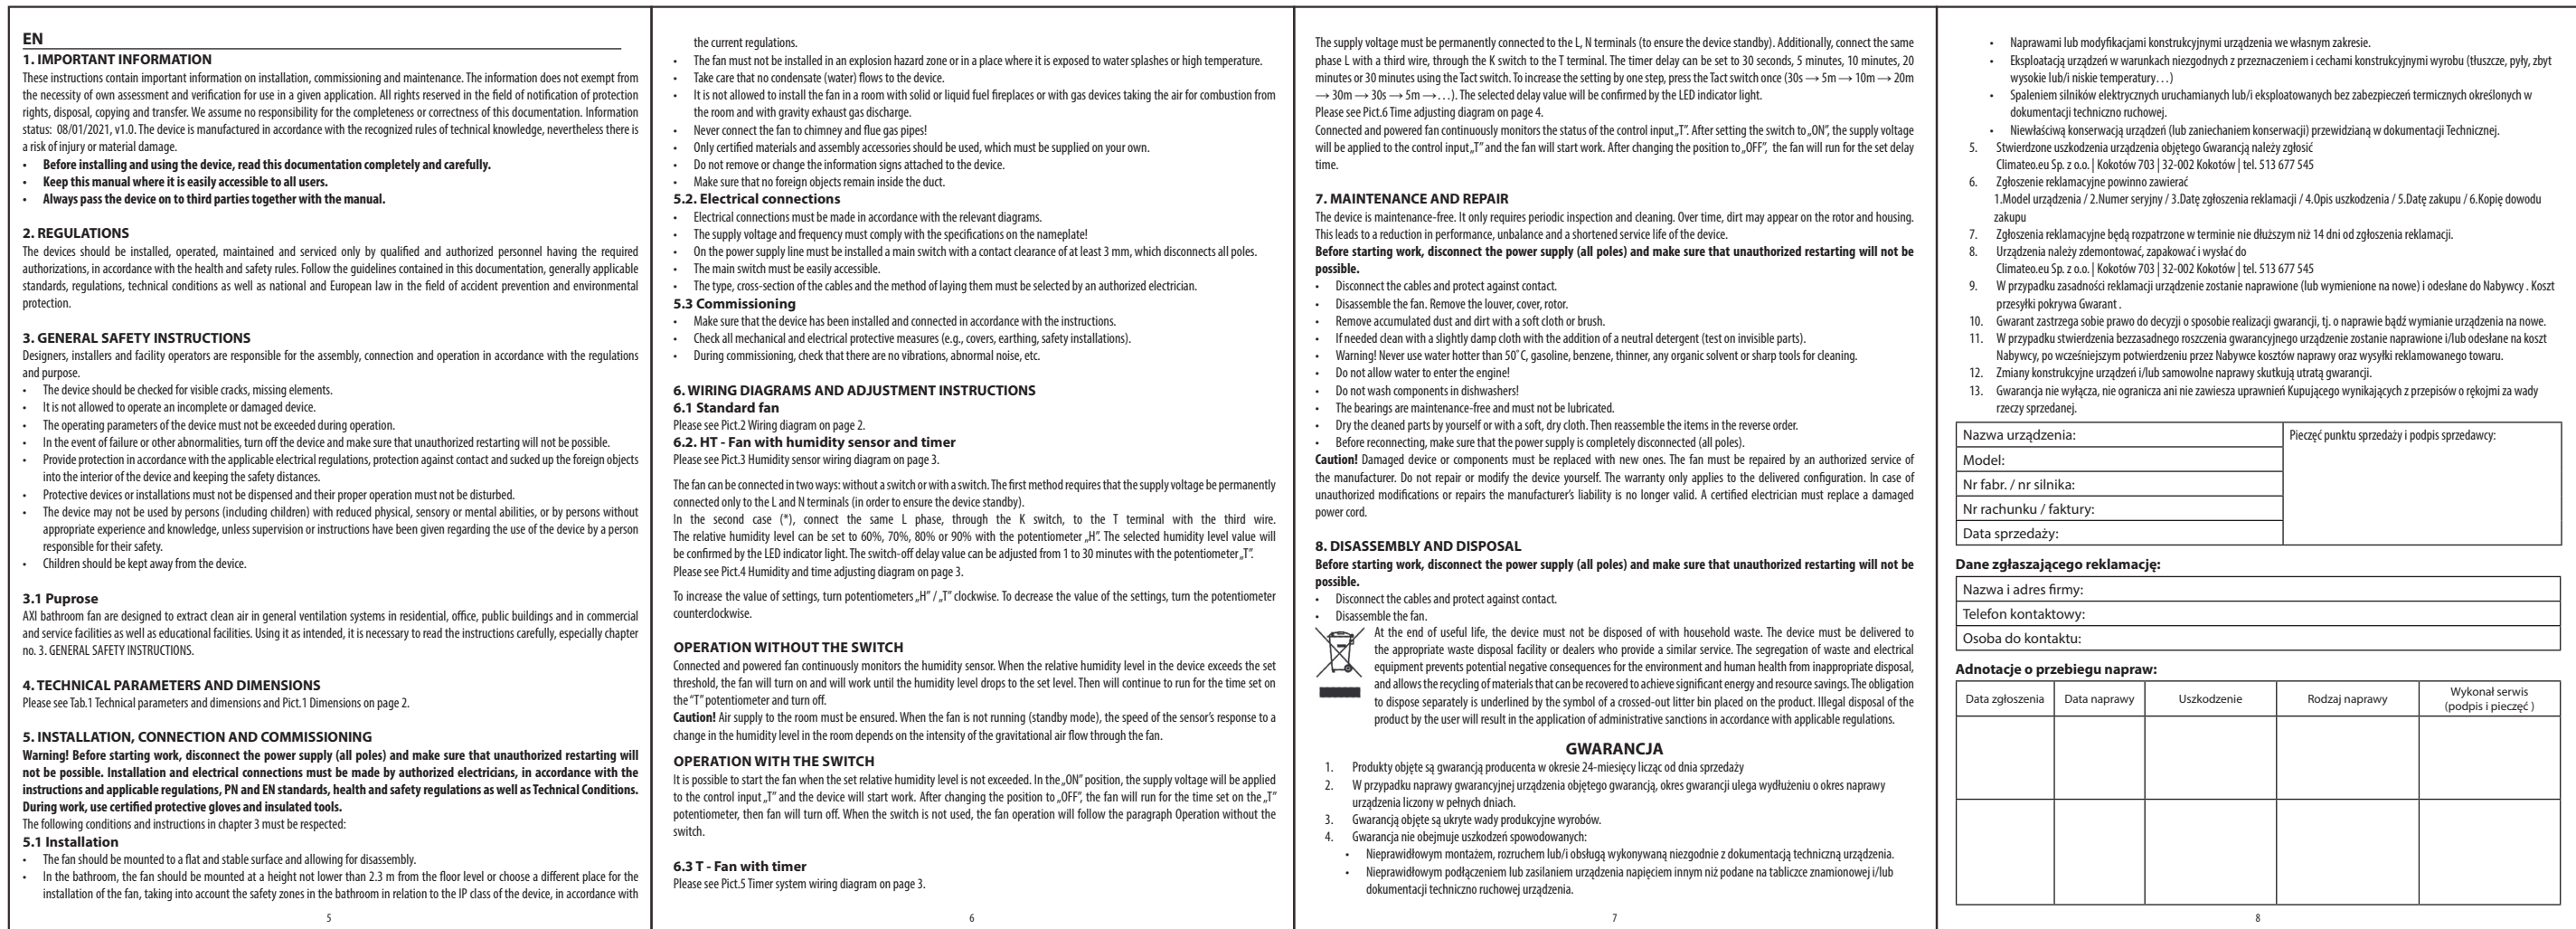 EN
1. IMPORTANT INFORMATION
These instructions contain important information on installation, commissioning and maintenance. The information does not exempt from
the necessity of own assessment and verification for use in a given application. All rights reserved in the field of notification of protection
rights, disposal, copying and transfer. We assume no responsibility for the completeness or correctness of this documentation. Information
status: 08/01/2021, v1.0. The device is manufactured in accordance with the recognized rules of technical knowledge, nevertheless there is
a risk of injury or material damage.
• Before installing and using the device, read this documentation completely and carefully.
• Keep this manual where it is easily accessible to all users.
• Always pass the device on to third parties together with the manual.
2. REGULATIONS
The devices should be installed, operated, maintained and serviced only by qualified and authorized personnel having the required
authorizations, in accordance with the health and safety rules. Follow the guidelines contained in this documentation, generally applicable
standards, regulations, technical conditions as well as national and European law in the field of accident prevention and environmental
protection.
3. GENERAL SAFETY INSTRUCTIONS
Designers, installers and facility operators are responsible for the assembly, connection and operation in accordance with the regulations
and purpose.
• The device should be checked for visible cracks, missing elements.
• It is not allowed to operate an incomplete or damaged device.
• The operating parameters of the device must not be exceeded during operation.
• In the event of failure or other abnormalities, turn off the device and make sure that unauthorized restarting will not be possible.
• Provide protection in accordance with the applicable electrical regulations, protection against contact and sucked up the foreign objects
into the interior of the device and keeping the safety distances.
• Protective devices or installations must not be dispensed and their proper operation must not be disturbed.
• The device may not be used by persons (including children) with reduced physical, sensory or mental abilities, or by persons without
appropriate experience and knowledge, unless supervision or instructions have been given regarding the use of the device by a person
responsible for their safety.
• Children should be kept away from the device.
3.1 Puprose
AXI bathroom fan are designed to extract clean air in general ventilation systems in residential, office, public buildings and in commercial
and service facilities as well as educational facilities. Using it as intended, it is necessary to read the instructions carefully, especially chapter
no. 3. GENERAL SAFETY INSTRUCTIONS.
4. TECHNICAL PARAMETERS AND DIMENSIONS
Please see Tab.1 Technical parameters and dimensions and Pict.1 Dimensions on page 2.
5. INSTALLATION, CONNECTION AND COMMISSIONING
Warning! Before starting work, disconnect the power supply (all poles) and make sure that unauthorized restarting will
not be possible. Installation and electrical connections must be made by authorized electricians, in accordance with the
instructions and applicable regulations, PN and EN standards, health and safety regulations as well as Technical Conditions.
During work, use certified protective gloves and insulated tools.
The following conditions and instructions in chapter 3 must be respected:
5.1 Installation
• The fan should be mounted to a flat and stable surface and allowing for disassembly.
• In the bathroom, the fan should be mounted at a height not lower than 2.3 m from the floor level or choose a different place for the
installation of the fan, taking into account the safety zones in the bathroom in relation to the IP class of the device, in accordance with
5
the current regulations.
• The fan must not be installed in an explosion hazard zone or in a place where it is exposed to water splashes or high temperature.
• Take care that no condensate (water) flows to the device.
• It is not allowed to install the fan in a room with solid or liquid fuel fireplaces or with gas devices taking the air for combustion from
the room and with gravity exhaust gas discharge.
• Never connect the fan to chimney and flue gas pipes!
• Only certified materials and assembly accessories should be used, which must be supplied on your own.
• Do not remove or change the information signs attached to the device.
• Make sure that no foreign objects remain inside the duct.
5.2. Electrical connections
• Electrical connections must be made in accordance with the relevant diagrams.
• The supply voltage and frequency must comply with the specifications on the nameplate!
• On the power supply line must be installed a main switch with a contact clearance of at least 3 mm, which disconnects all poles.
• The main switch must be easily accessible.
• The type, cross-section of the cables and the method of laying them must be selected by an authorized electrician.
5.3 Commissioning
• Make sure that the device has been installed and connected in accordance with the instructions.
• Check all mechanical and electrical protective measures (e.g., covers, earthing, safety installations).
• During commissioning, check that there are no vibrations, abnormal noise, etc.
6. WIRING DIAGRAMS AND ADJUSTMENT INSTRUCTIONS
6.1 Standard fan
Please see Pict.2 Wiring diagram on page 2.
6.2. HT - Fan with humidity sensor and timer
Please see Pict.3 Humidity sensor wiring diagram on page 3.
The fan can be connected in two ways: without a switch or with a switch. The first method requires that the supply voltage be permanently
connected only to the L and N terminals (in order to ensure the device standby).
In the second case (*), connect the same L phase, through the K switch, to the T terminal with the third wire.
The relative humidity level can be set to 60%, 70%, 80% or 90% with the potentiometer „H”. The selected humidity level value will
be confirmed by the LED indicator light. The switch-off delay value can be adjusted from 1 to 30 minutes with the potentiometer „T”.
Please see Pict.4 Humidity and time adjusting diagram on page 3.
To increase the value of settings, turn potentiometers „H” / „T” clockwise. To decrease the value of the settings, turn the potentiometer
counterclockwise.
OPERATION WITHOUT THE SWITCH
Connected and powered fan continuously monitors the humidity sensor. When the relative humidity level in the device exceeds the set
threshold, the fan will turn on and will work until the humidity level drops to the set level. Then will continue to run for the time set on
the “T” potentiometer and turn off.
Caution! Air supply to the room must be ensured. When the fan is not running (standby mode), the speed of the sensor’s response to a
change in the humidity level in the room depends on the intensity of the gravitational air flow through the fan.
OPERATION WITH THE SWITCH
It is possible to start the fan when the set relative humidity level is not exceeded. In the „ON” position, the supply voltage will be applied
to the control input „T” and the device will start work. After changing the position to „OFF”, the fan will run for the time set on the „T”
potentiometer, then fan will turn off. When the switch is not used, the fan operation will follow the paragraph Operation without the
switch.
6.3 T - Fan with timer
Please see Pict.5 Timer system wiring diagram on page 3.
6
The supply voltage must be permanently connected to the L, N terminals (to ensure the device standby). Additionally, connect the same
phase L with a third wire, through the K switch to the T terminal. The timer delay can be set to 30 seconds, 5 minutes, 10 minutes, 20
minutes or 30 minutes using the Tact switch. To increase the setting by one step, press the Tact switch once (30s → 5m → 10m → 20m
→ 30m → 30s → 5m →…). The selected delay value will be confirmed by the LED indicator light.
Please see Pict.6 Time adjusting diagram on page 4.
Connected and powered fan continuously monitors the status of the control input „T”. After setting the switch to „ON”, the supply voltage
will be applied to the control input „T” and the fan will start work. After changing the position to „OFF”, the fan will run for the set delay
time.
7. MAINTENANCE AND REPAIR
The device is maintenance-free. It only requires periodic inspection and cleaning. Over time, dirt may appear on the rotor and housing.
This leads to a reduction in performance, unbalance and a shortened service life of the device.
Before starting work, disconnect the power supply (all poles) and make sure that unauthorized restarting will not be
possible.
• Disconnect the cables and protect against contact.
• Disassemble the fan. Remove the louver, cover, rotor.
• Remove accumulated dust and dirt with a soft cloth or brush.
• If needed clean with a slightly damp cloth with the addition of a neutral detergent (test on invisible parts).
• Warning! Never use water hotter than 50˚C, gasoline, benzene, thinner, any organic solvent or sharp tools for cleaning.
• Do not allow water to enter the engine!
• Do not wash components in dishwashers!
• The bearings are maintenance-free and must not be lubricated.
• Dry the cleaned parts by yourself or with a soft, dry cloth. Then reassemble the items in the reverse order.
• Before reconnecting, make sure that the power supply is completely disconnected (all poles).
Caution! Damaged device or components must be replaced with new ones. The fan must be repaired by an authorized service of
the manufacturer. Do not repair or modify the device yourself. The warranty only applies to the delivered configuration. In case of
unauthorized modifications or repairs the manufacturer’s liability is no longer valid. A certified electrician must replace a damaged
power cord.
8. DISASSEMBLY AND DISPOSAL
Before starting work, disconnect the power supply (all poles) and make sure that unauthorized restarting will not be
possible.
• Disconnect the cables and protect against contact.
• Disassemble the fan.
At the end of useful life, the device must not be disposed of with household waste. The device must be delivered to
the appropriate waste disposal facility or dealers who provide a similar service. The segregation of waste and electrical
equipment prevents potential negative consequences for the environment and human health from inappropriate disposal,
and allows the recycling of materials that can be recovered to achieve significant energy and resource savings. The obligation
to dispose separately is underlined by the symbol of a crossed-out litter bin placed on the product. Illegal disposal of the
product by the user will result in the application of administrative sanctions in accordance with applicable regulations.
GWARANCJA
1. Produkty objęte są gwarancją producenta w okresie 24-miesięcy licząc od dnia sprzedaży
2. W przypadku naprawy gwarancyjnej urządzenia objętego gwarancją, okres gwarancji ulega wydłużeniu o okres naprawy
urządzenia liczony w pełnych dniach.
3. Gwarancją objęte są ukryte wady produkcyjne wyrobów.
4. Gwarancja nie obejmuje uszkodzeń spowodowanych:
• Nieprawidłowym montażem, rozruchem lub/i obsługą wykonywaną niezgodnie z dokumentacją techniczną urządzenia.
• Nieprawidłowym podłączeniem lub zasilaniem urządzenia napięciem innym niż podane na tabliczce znamionowej i/lub
dokumentacji techniczno ruchowej urządzenia.
7
• Naprawami lub modyfikacjami konstrukcyjnymi urządzenia we własnym zakresie.
• Eksploatacją urządzeń w warunkach niezgodnych z przeznaczeniem i cechami konstrukcyjnymi wyrobu (tłuszcze, pyły, zbyt
wysokie lub/i niskie temperatury…)
• Spaleniem silników elektrycznych uruchamianych lub/i eksploatowanych bez zabezpieczeń termicznych określonych w
dokumentacji techniczno ruchowej.
• Niewłaściwą konserwacją urządzeń (lub zaniechaniem konserwacji) przewidzianą w dokumentacji Technicznej.
5. Stwierdzone uszkodzenia urządzenia objętego Gwarancją należy zgłosić
Climateo.eu Sp. z o.o. | Kokotów 703 | 32-002 Kokotów | tel. 513 677 545
6. Zgłoszenie reklamacyjne powinno zawierać
1.Model urządzenia / 2.Numer seryjny / 3.Datę zgłoszenia reklamacji / 4.Opis uszkodzenia / 5.Datę zakupu / 6.Kopię dowodu
zakupu
7. Zgłoszenia reklamacyjne będą rozpatrzone w terminie nie dłuższym niż 14 dni od zgłoszenia reklamacji.
8. Urządzenia należy zdemontować, zapakować i wysłać do
Climateo.eu Sp. z o.o. | Kokotów 703 | 32-002 Kokotów | tel. 513 677 545
9. W przypadku zasadności reklamacji urządzenie zostanie naprawione (lub wymienione na nowe) i odesłane do Nabywcy . Koszt
przesyłki pokrywa Gwarant .
10. Gwarant zastrzega sobie prawo do decyzji o sposobie realizacji gwarancji, tj. o naprawie bądź wymianie urządzenia na nowe.
11. W przypadku stwierdzenia bezzasadnego roszczenia gwarancyjnego urządzenie zostanie naprawione i/lub odesłane na koszt
Nabywcy, po wcześniejszym potwierdzeniu przez Nabywce kosztów naprawy oraz wysyłki reklamowanego towaru.
12. Zmiany konstrukcyjne urządzeń i/lub samowolne naprawy skutkują utratą gwarancji.
13. Gwarancja nie wyłącza, nie ogranicza ani nie zawiesza uprawnień Kupującego wynikających z przepisów o rękojmi za wady
rzeczy sprzedanej.
Nazwa urządzenia:
Pieczęć punktu sprzedaży i podpis sprzedawcy:
Model:
Nr fabr. / nr silnika:
Nr rachunku / faktury:
Data sprzedaży:
Dane zgłaszającego reklamację:
Nazwa i adres firmy:
Telefon kontaktowy:
Osoba do kontaktu:
Adnotacje o przebiegu napraw:
Data zgłoszenia
Data naprawy
Uszkodzenie
Rodzaj naprawy
Wykonał serwis
(podpis i pieczęć )
8